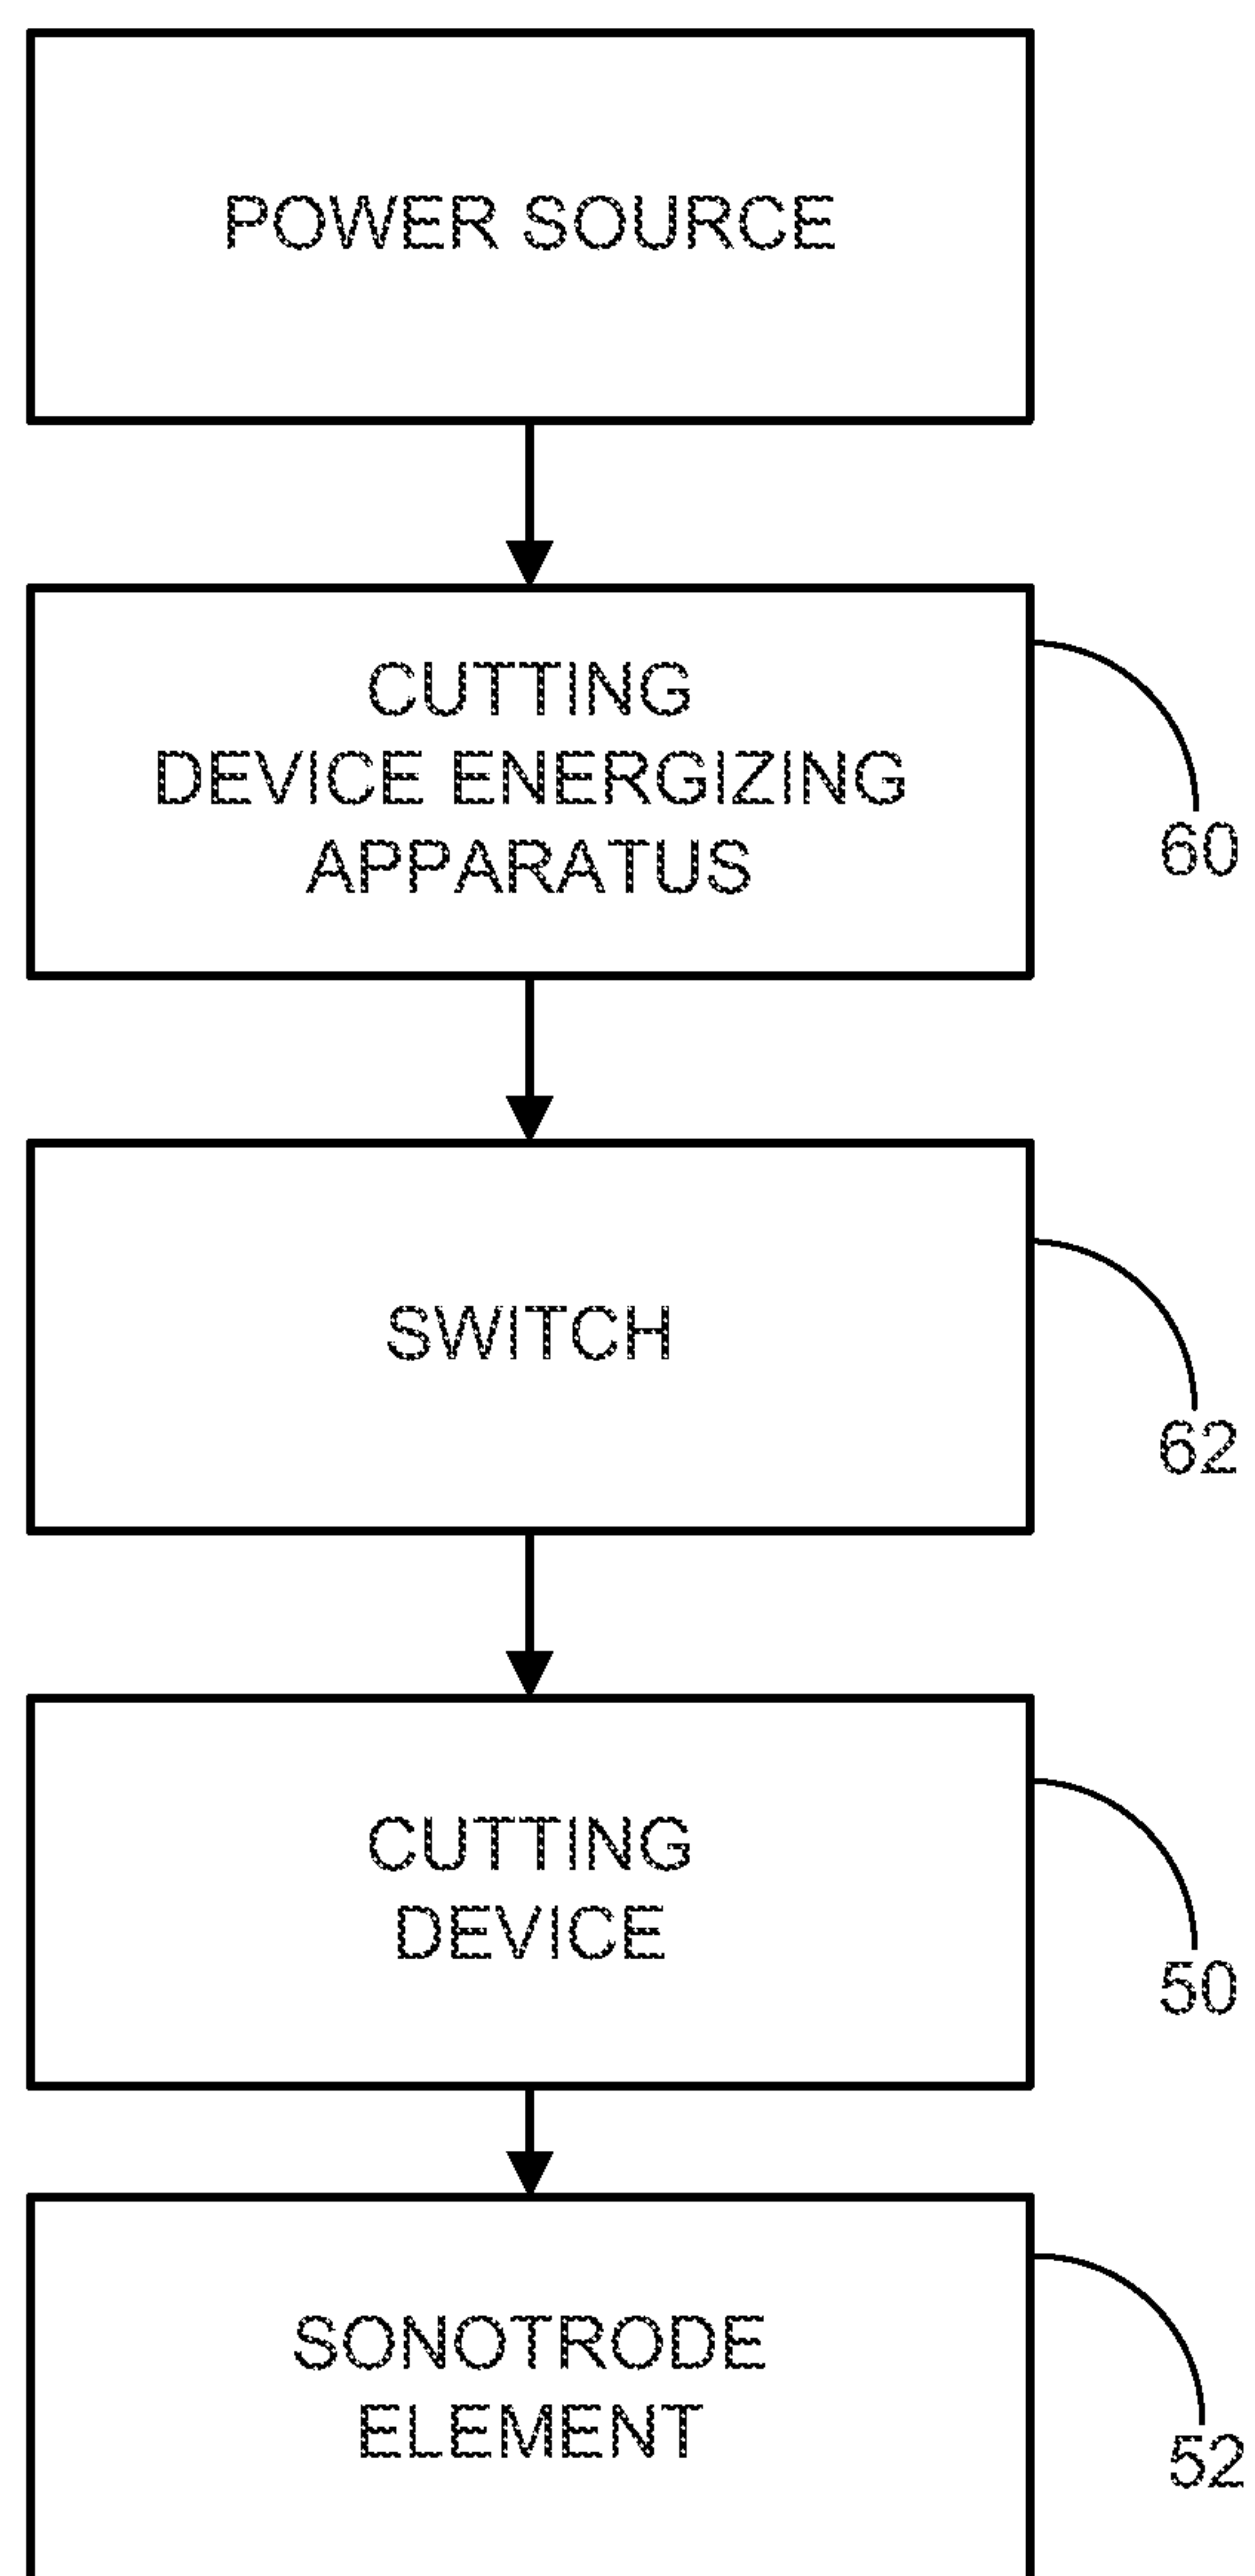 POWER SOURCE
CUTTING
DEVICE ENERGIZING
APPARATUS
60
SWITCH
62
CUTTING
DEVICE
50
SONOTRODE
ELEMENT
52